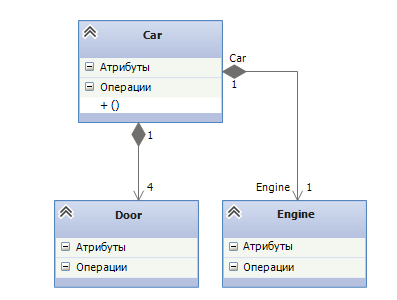 Car
Атрибуты
Операции
+ ()
Car
1
1
4
Engine
1
Door
Атрибуты
Операции
Engine
Атрибуты
Операции